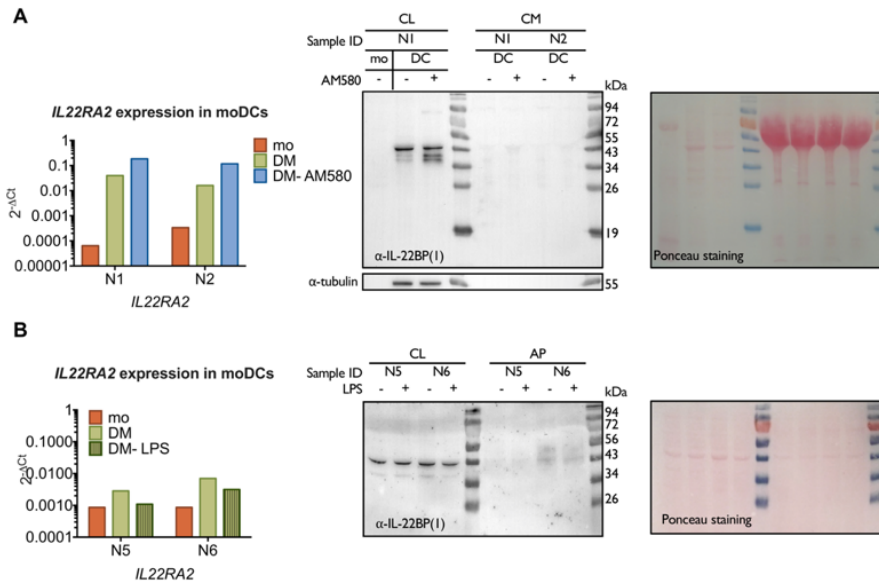 A
IL22RA2 expression in moDCs
2-ΔCt
1
0.1
0.01
0.001
0.0001
0.00001
N1 N2
IL22RA2
mo
DM
DM- AM580
CL CM
Sample ID N1 N1 N2
mo DC DC DC
AM580 - - + - + - +
kDa
94
72
55
43
34
26
19
α-IL-22BP(1)
α-tubulin 55
Ponceau staining
B
IL22RA2 expression in moDCs
2-ΔCt
1
0.1000
0.0100
0.0010
0.0001
N5 N6
IL22RA2
mo
DM
DM- LPS
CL AP
Sample ID N5 N6 N5 N6
LPS - + - + - + - +
kDa
94
72
55
43
34
26
α-IL-22BP(1)
Ponceau staining